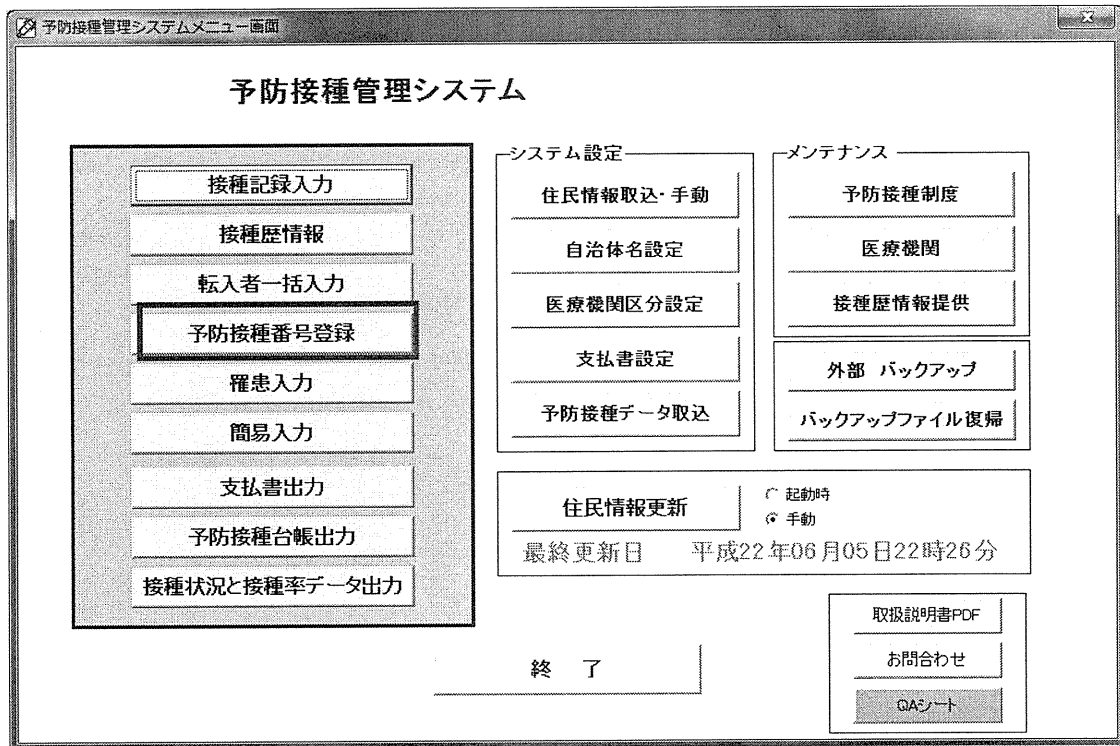 予防接種管理システムメニュー画面
予防接種管理システム
接種記録入力
接種歴情報
転入者一括入力
予防接種番号登録
罹患入力
簡易入力
支払書出力
予防接種台帳出力
接種状況と接種率データ出力
システム設定
住民情報取込・手動
自治体名設定
医療機関区分設定
支払書設定
予防接種データ取込
メンテナンス
予防接種制度
医療機関
接種歴情報提供
外部 バックアップ
バックアップファイル復帰
住民情報更新
起動時
手動
最終更新日 平成22年06月05日22時26分
取扱説明書PDF
お問合わせ
QAシート
終 了